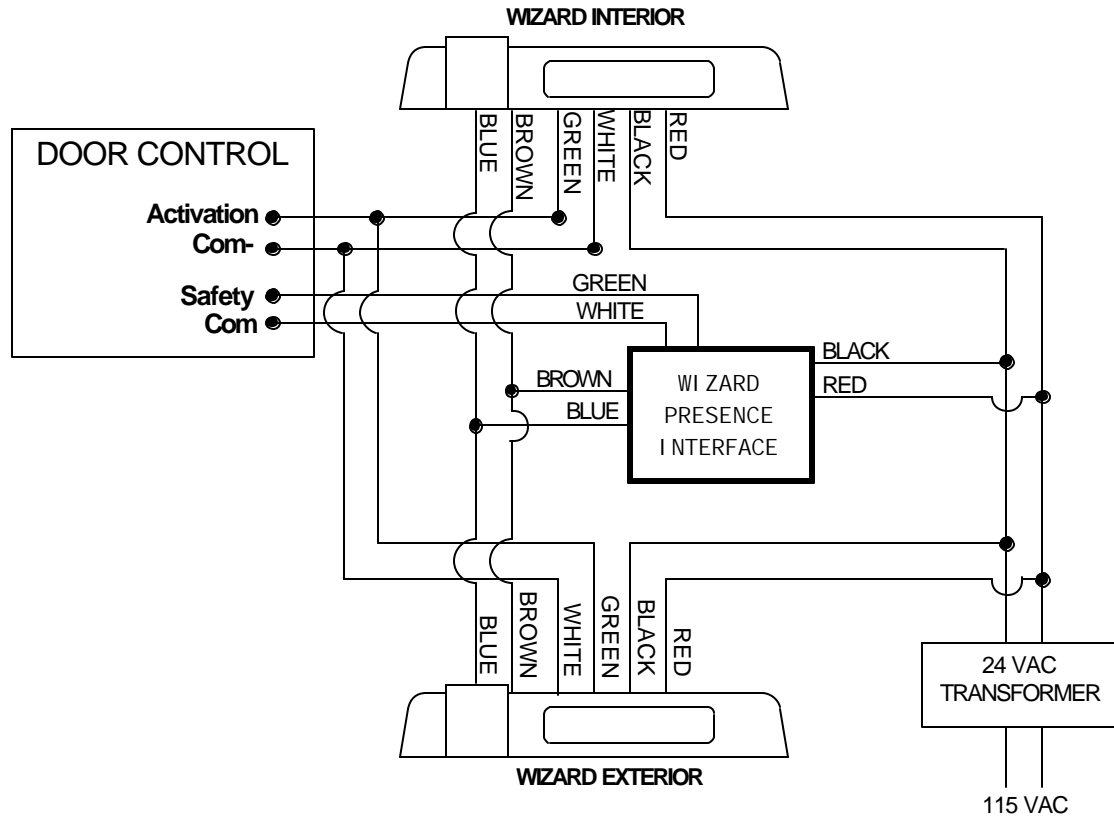 WIZARD INTERIOR
BLUE
BROWN
GREEN
WHITE
BLACK
RED
DOOR CONTROL
Activation
Com-
Safety
Com
GREEN
WHITE
BROWN
BLUE
WIZARD
PRESENCE
INTERFACE
BLACK
RED
BLUE
BROWN
WHITE
GREEN
BLACK
RED
24 VAC
TRANSFORMER
WIZARD EXTERIOR
115 VAC